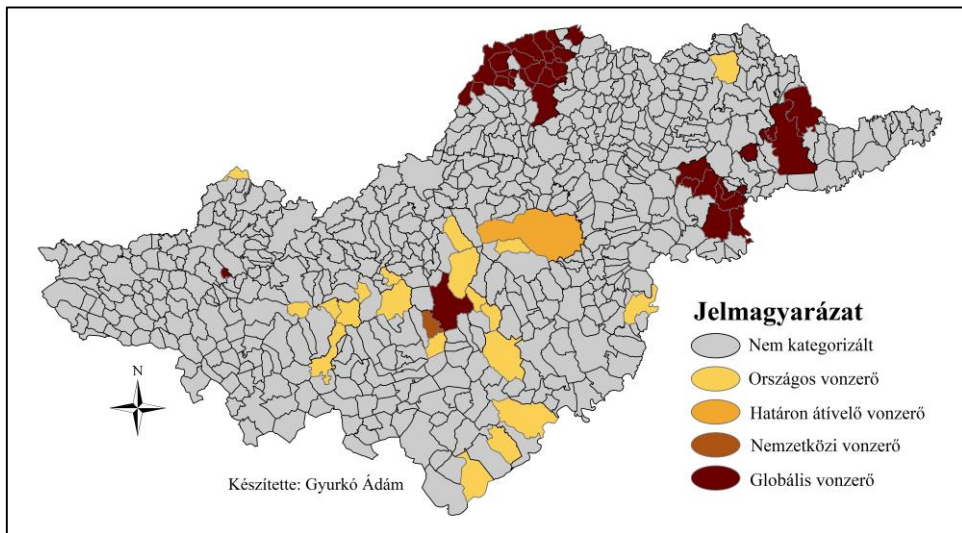 Jelmagyarázat
Nem kategorizált
Országos vonzerő
Határon átívelő vonzerő
Nemzetközi vonzerő
Globális vonzerő
N
Készítette: Gyurkó Ádám